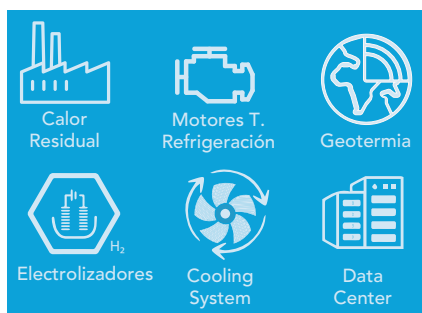 Calor
Residual
Motores T.
Refrigeración
Geotermia
H₂
Electrolizadores
Cooling
System
Data
Center